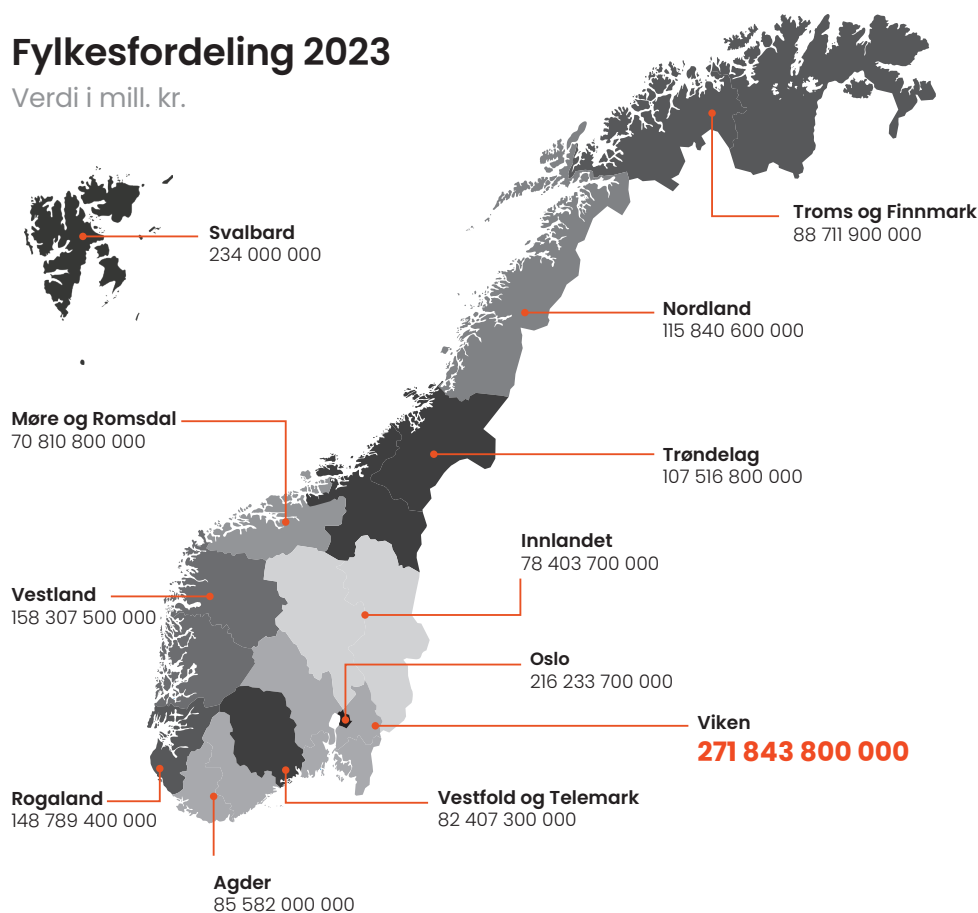 Fylkesfordeling 2023
Verdi i mill. kr.
Svalbard
234 000 000
Troms og Finnmark
88 711 900 000
Nordland
115 840 600 000
Møre og Romsdal
70 810 800 000
Trøndelag
107 516 800 000
Innlandet
78 403 700 000
Vestland
158 307 500 000
Oslo
216 233 700 000
Viken
271 843 800 000
Rogaland
148 789 400 000
Vestfold og Telemark
82 407 300 000
Agder
85 582 000 000